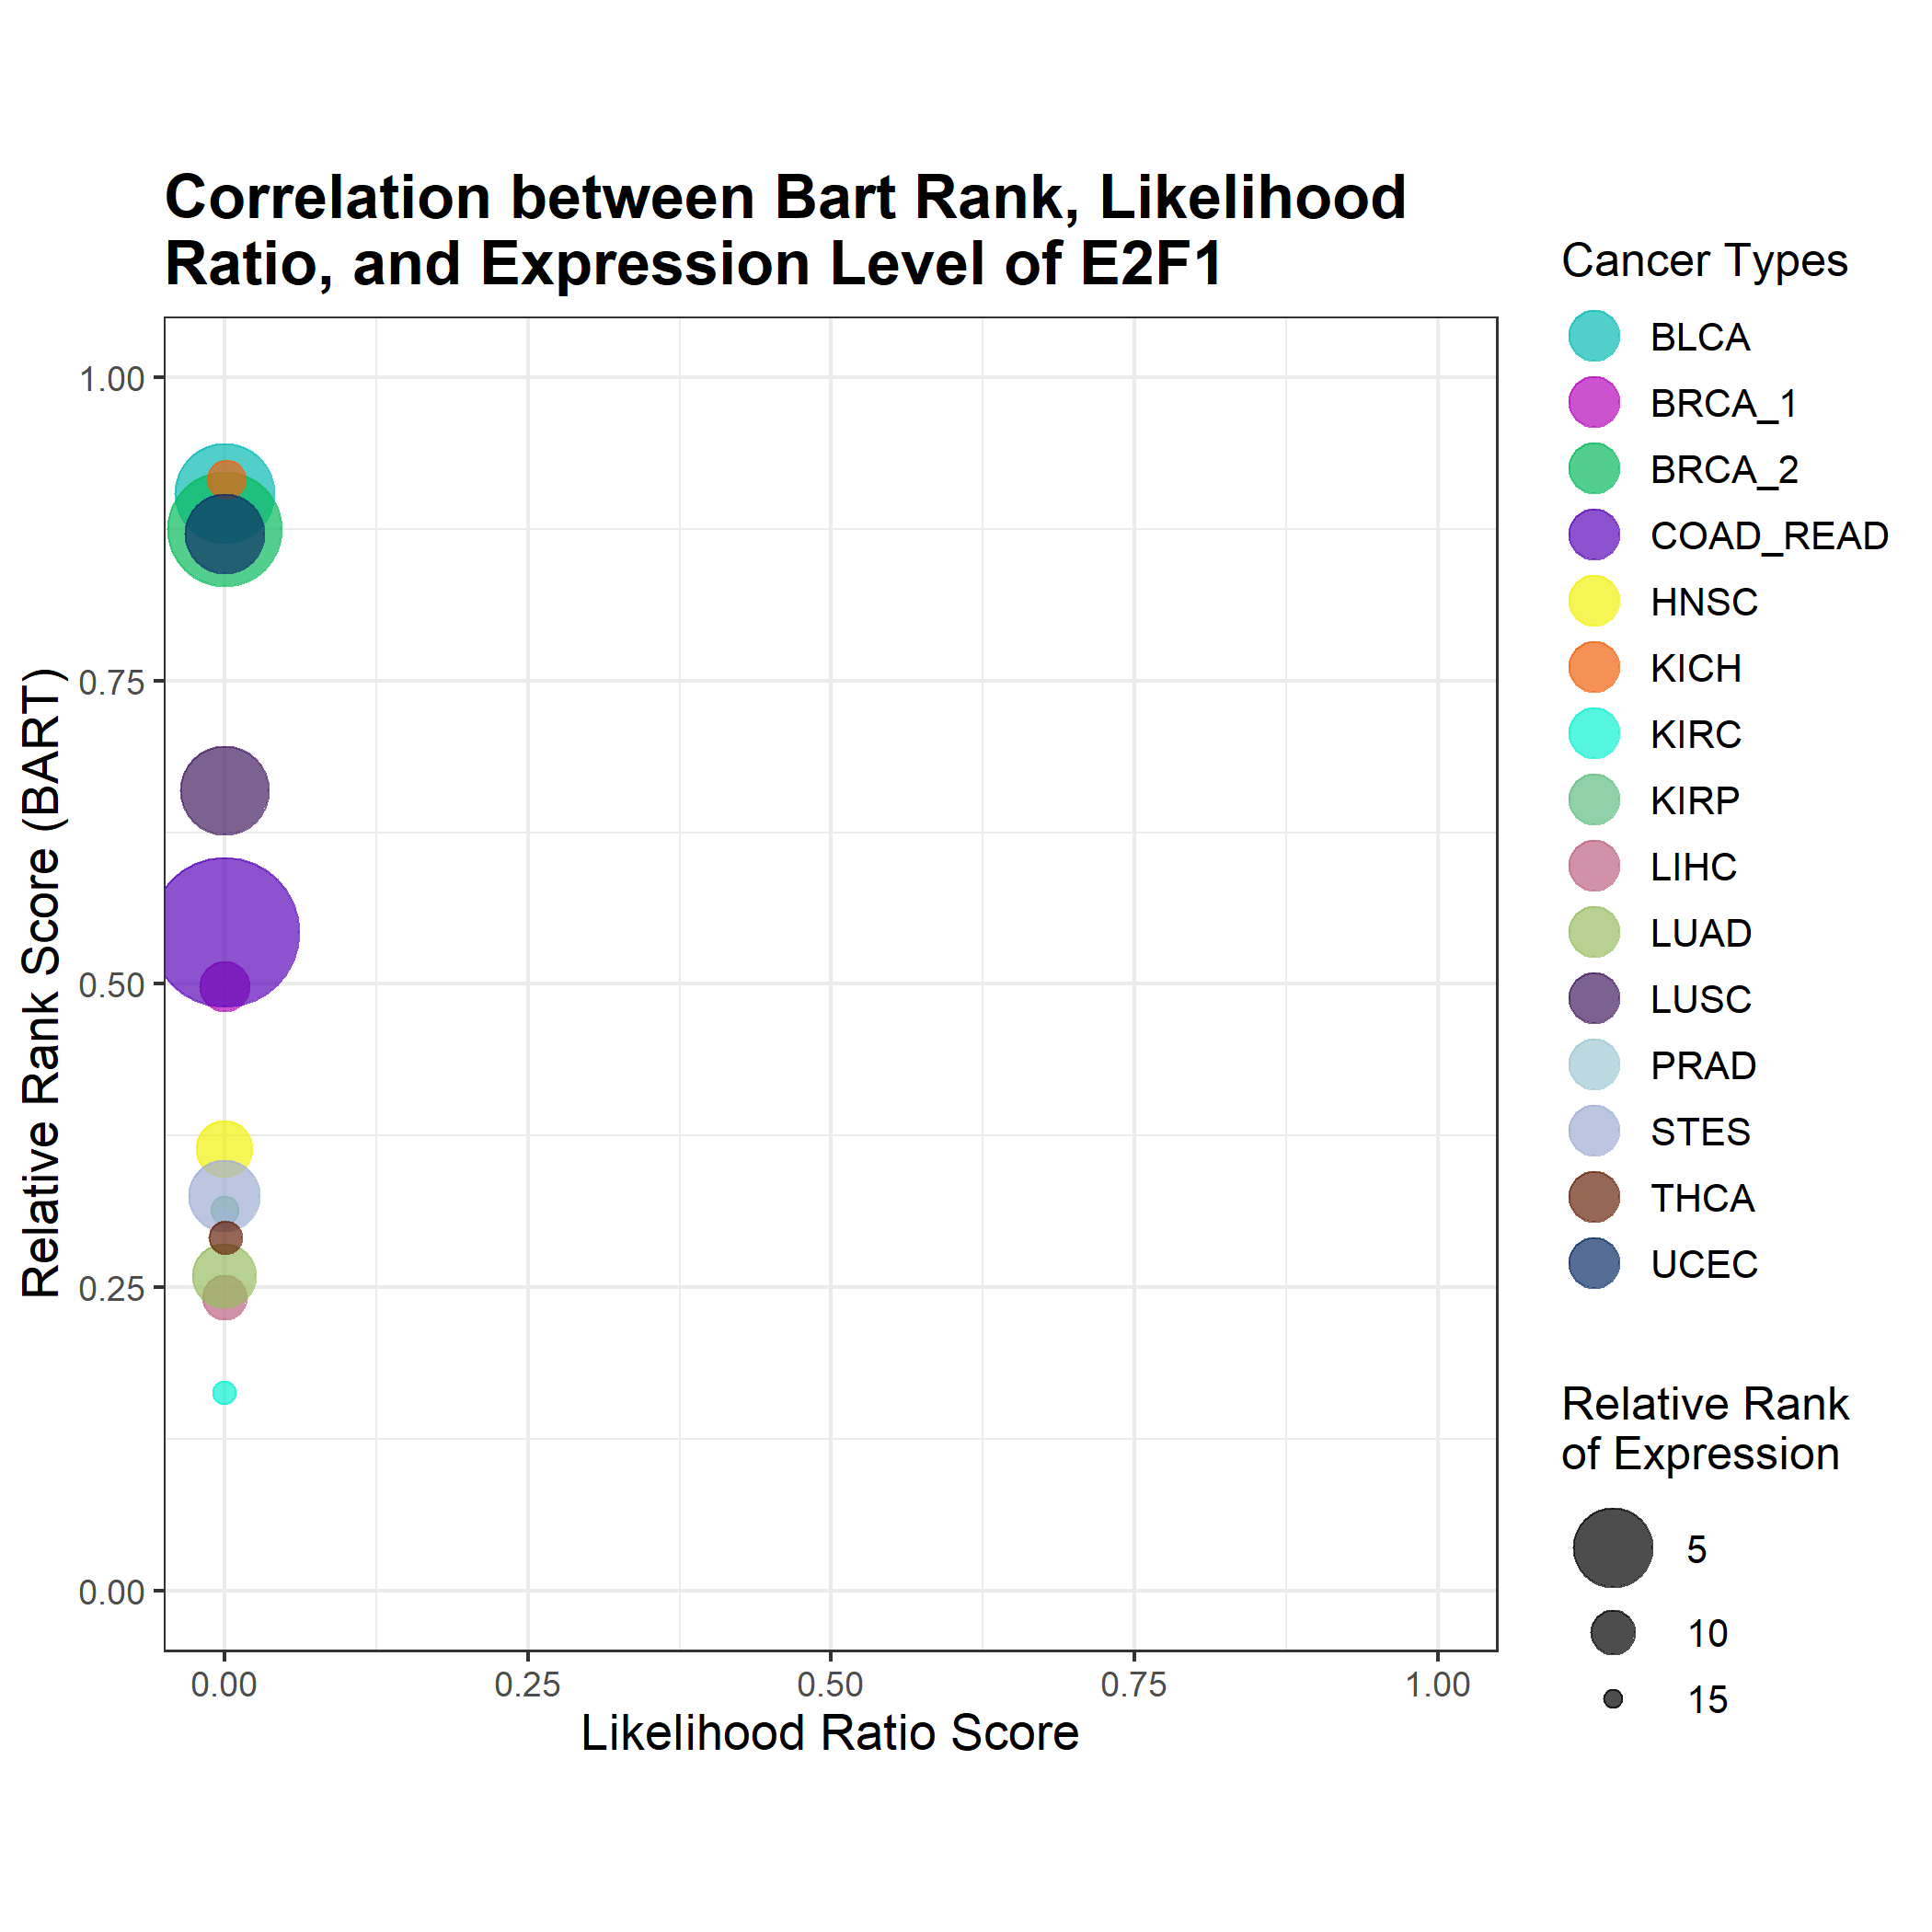 Correlation between Bart Rank, Likelihood
Ratio, and Expression Level of E2F1
Relative Rank Score (BART)
1.00
0.75
0.50
0.25
0.00
0.00
0.25
0.50
0.75
1.00
Likelihood Ratio Score
Cancer Types
BLCA
BRCA_1
BRCA_2
COAD_READ
HNSC
KICH
KIRC
KIRP
LIHC
LUAD
LUSC
PRAD
STES
THCA
UCEC
Relative Rank
of Expression
5
10
15